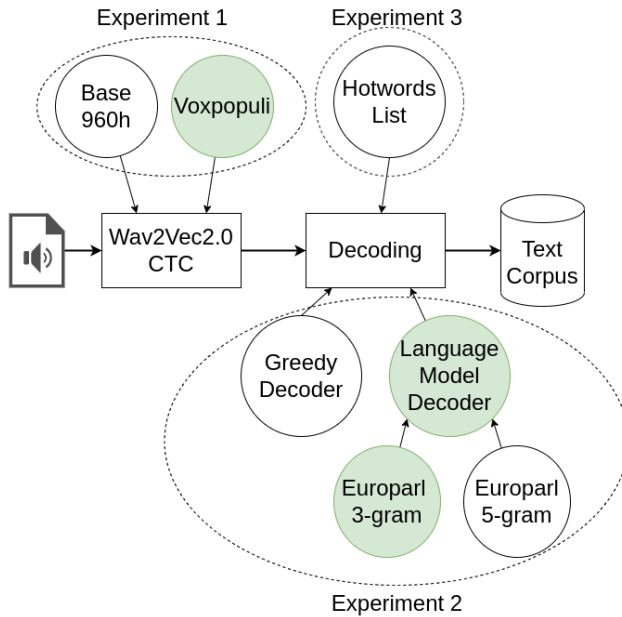 Experiment 1
Experiment 3
Base
960h
Voxpopuli
Hotwords
List
Wav2Vec2.0
CTC
Decoding
Text
Corpus
Greedy
Decoder
Language
Model
Decoder
Europarl
3-gram
Europarl
5-gram
Experiment 2